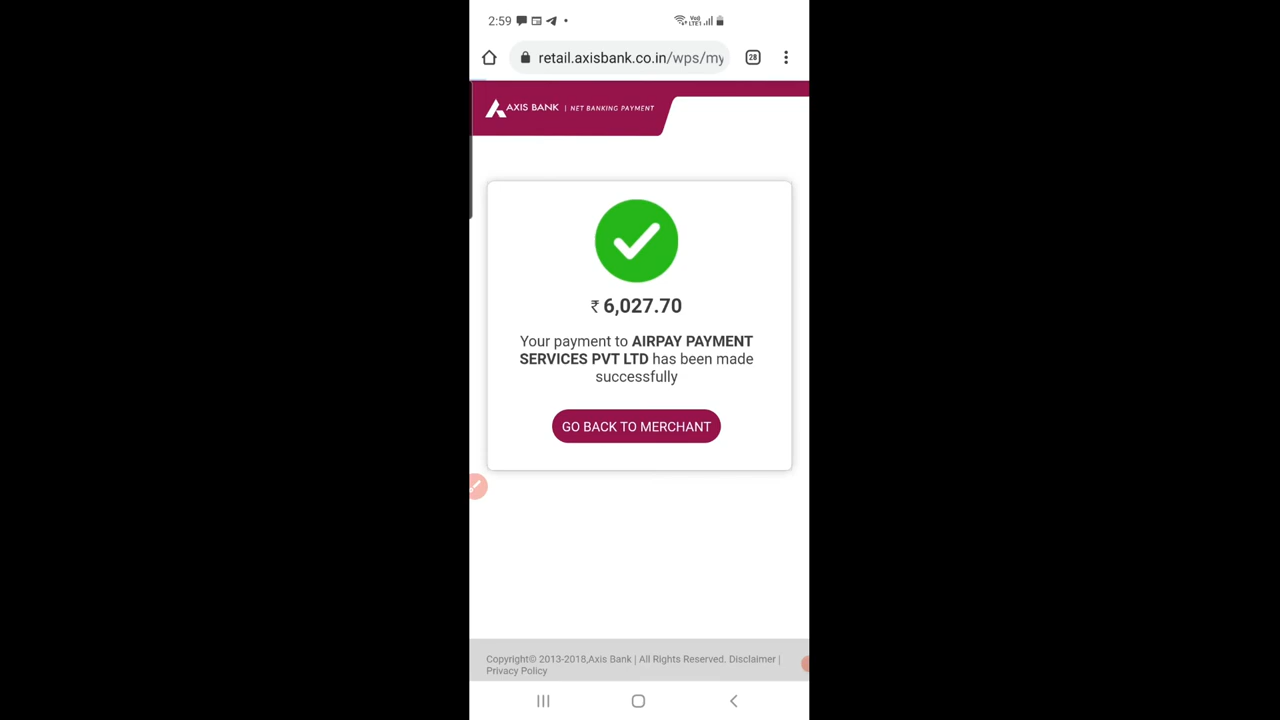 2:59
Vo) LTE1
retail.axisbank.co.in/wps/my
28
AXIS BANK | NET BANKING PAYMENT
₹ 6,027.70
Your payment to AIRPAY PAYMENT
SERVICES PVT LTD has been made
successfully
GO BACK TO MERCHANT
Copyright© 2013-2018,Axis Bank | All Rights Reserved. Disclaimer |
Privacy Policy